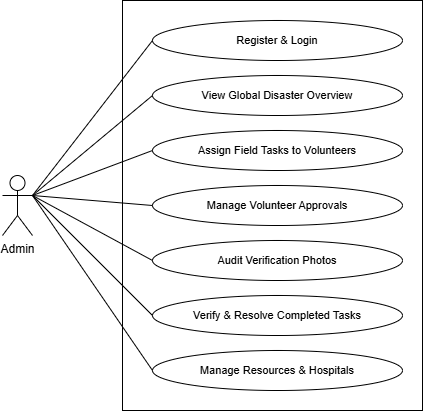 Register & Login
View Global Disaster Overview
Assign Field Tasks to Volunteers
Manage Volunteer Approvals
Admin
Audit Verification Photos
Verify & Resolve Completed Tasks
Manage Resources & Hospitals